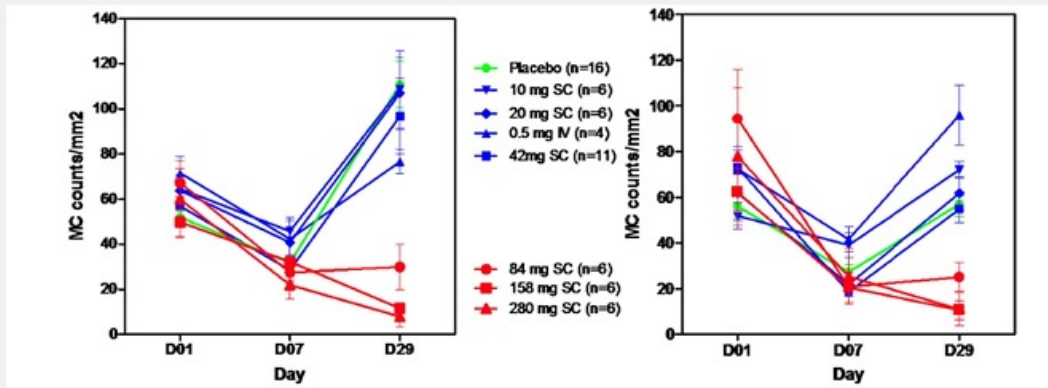 140
120
100
80
60
40
20
0
MC counts/mm2
D01 D07 D29
Day
Placebo (n=16)
10 mg SC (n=6)
20 mg SC (n=6)
0.5 mg IV (n=4)
42mg SC (n=11)
84 mg SC (n=6)
158 mg SC (n=6)
280 mg SC (n=6)
140
120
100
80
60
40
20
0
MC counts/mm2
D01 D07 D29
Day